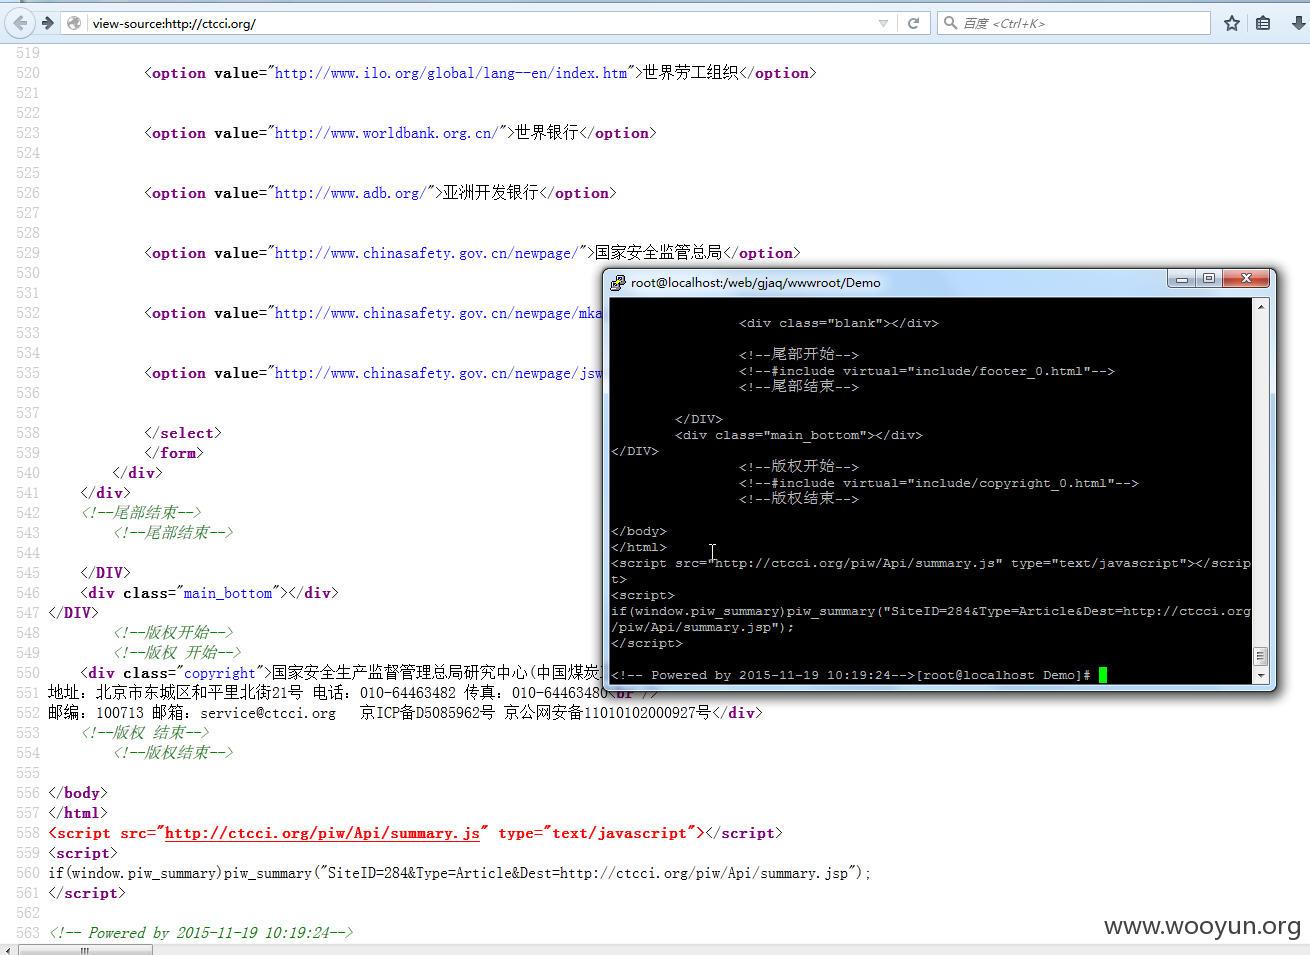 view-source:http://ctcci.org/
百度 <Ctrl+K>
519
520 <option value="http://www.ilo.org/global/lang--en/index.htm">世界劳工组织</option>
521
522
523 <option value="http://www.worldbank.org.cn/">世界银行</option>
524
525
526 <option value="http://www.adb.org/">亚洲开发银行</option>
527
528
529 <option value="http://www.chinasafety.gov.cn/newpage/">国家安全监管总局</option>
530
531
532 <option value="http://www.chinasafety.gov.cn/newpage/mka
533
534
535 <option value="http://www.chinasafety.gov.cn/newpage/jsw
536
537
538 </select>
539 </form>
540 </div>
541 </div>
542 <!--尾部结束-->
543 <!--尾部结束-->
544
545 </DIV>
546 <div class="main_bottom"></div>
547 </DIV>
548 <!--版权开始-->
549 <!--版权 开始-->
550 <div class="copyright">国家安全生产监督管理总局研究中心(中国煤炭
551 地址：北京市东城区和平里北街21号 电话：010-64463482 传真：010-64463480<br />
552 邮编：100713 邮箱：service@ctcci.org 京ICP备D5085962号 京公网安备11010102000927号</div>
553 <!--版权 结束-->
554 <!--版权结束-->
555
556 </body>
557 </html>
558 <script src="http://ctcci.org/piw/Api/summary.js" type="text/javascript"></script>
559 <script>
560 if(window.piw_summary)piw_summary("SiteID=284&Type=Article&Dest=http://ctcci.org/piw/Api/summary.jsp");
561 </script>
562
563 <!-- Powered by 2015-11-19 10:19:24-->
root@localhost:/web/gjaq/wwwroot/Demo
<div class="blank"></div>
<!--尾部开始-->
<!--#include virtual="include/footer_0.html"-->
<!--尾部结束-->
</DIV>
<div class="main_bottom"></div>
</DIV>
<!--版权开始-->
<!--#include virtual="include/copyright_0.html"-->
<!--版权结束-->
</body>
</html>
<script src="http://ctcci.org/piw/Api/summary.js" type="text/javascript"></scrip
t>
<script>
if(window.piw_summary)piw_summary("SiteID=284&Type=Article&Dest=http://ctcci.org
/piw/Api/summary.jsp");
</script>
<!-- Powered by 2015-11-19 10:19:24-->[root@localhost Demo]#
www.wooyun.org